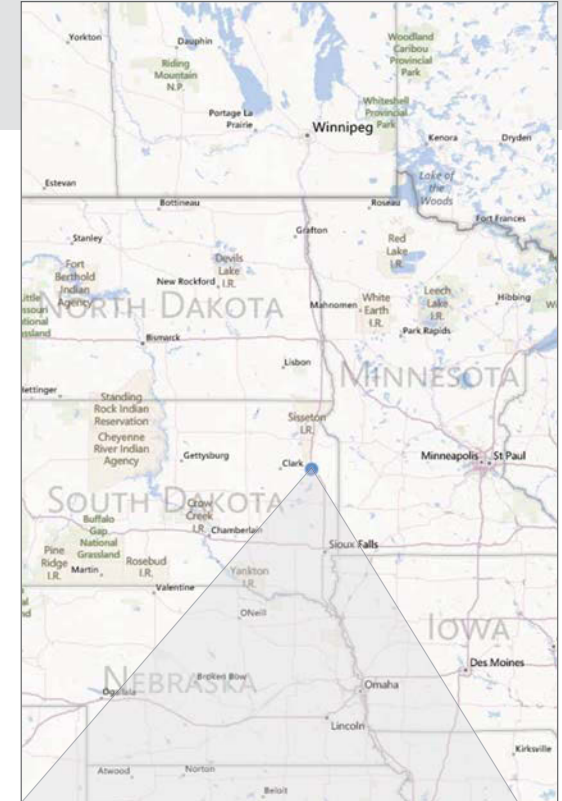 Yorkton
Dauphin
Woodland
Caribou
Provincial
Park
Riding
Mountain
N.P.
Portage La
Prairie
Winnipeg
Whiteshell
Provincial
Park
Kenora
Dryden
Estevan
Lake of
the
Woods
Bottineau
Roseau
Fort Frances
Stanley
Grafton
Red
Lake
I.R.
Fort
Berthold
Indian
Agency
Devils
Lake
I.R.
New Rockford
Mahnomen
White
Earth
I.R.
Leech
Lake
I.R.
Hibbing
NORTH DAKOTA
Park Rapids
Bismarck
Lisbon
MINNESOTA
Standing
Rock Indian
Reservation
Cheyenne
River Indian
Agency
Sisseton
I.R.
Gettysburg
Clark
Minneapolis
St Paul
SOUTH DAKOTA
Buffalo
Gap
National
Grassland
Crow
Creek
I.R.
Chamberlain
Sioux Falls
Pine
Ridge
I.R.
Martin
Rosebud
I.R.
Yankton
I.R.
Valentine
ONeill
IOWA
Des Moines
NEBRASKA
Broken Bow
Ogallala
Omaha
Lincoln
Kirksville
Atwood
Norton
Beloit